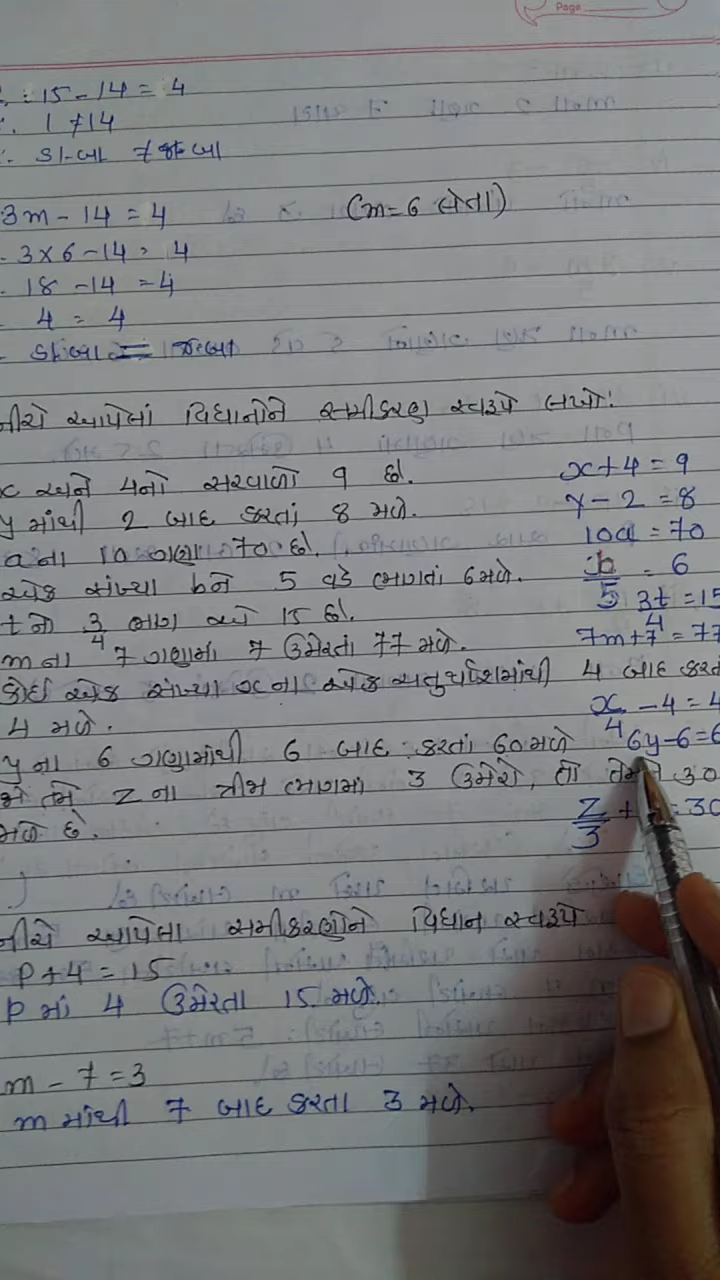 Page
15 - 14 = 4
∴ 1 ≠ 14
∴ ડા.બા ≠ જ.બા
3m - 14 = 4 (m = 6 લેતા)
3 × 6 - 14 = 4
18 - 14 = 4
4 = 4
ડા.બા = જ.બા
નીચે આપેલાં વિધાનોને સમીકરણ સ્વરૂપે લખો:
x અને 4નો સરવાળો 9 છે. x + 4 = 9
y માંથી 2 બાદ કરતાં 8 મળે. y - 2 = 8
a ના 10 ગણા 70 છે. 10a = 70
એક સંખ્યા b ને 5 વડે ભાગતાં 6 મળે. b/5 = 6
t નો 3/4 ભાગ એ 15 છે. 3t/4 = 15
m ના 7 ગણામાં 7 ઉમેરતા 77 મળે. 7m + 7 = 77
કોઈ એક સંખ્યા x ના એક ચતુર્થાંશમાંથી 4 બાદ કરતાં
4 મળે. x/4 - 4 = 4
y ના 6 ગણામાંથી 6 બાદ કરતાં 60 મળે 6y - 6 = 6
જો તમે z ના ત્રીજા ભાગમાં 3 ઉમેરો, તો તમને 30
મળે છે. z/3 + = 30
નીચે આપેલા સમીકરણોને વિધાન સ્વરૂપે
p + 4 = 15
p માં 4 ઉમેરતા 15 મળે.
m - 7 = 3
m માંથી 7 બાદ કરતા 3 મળે.